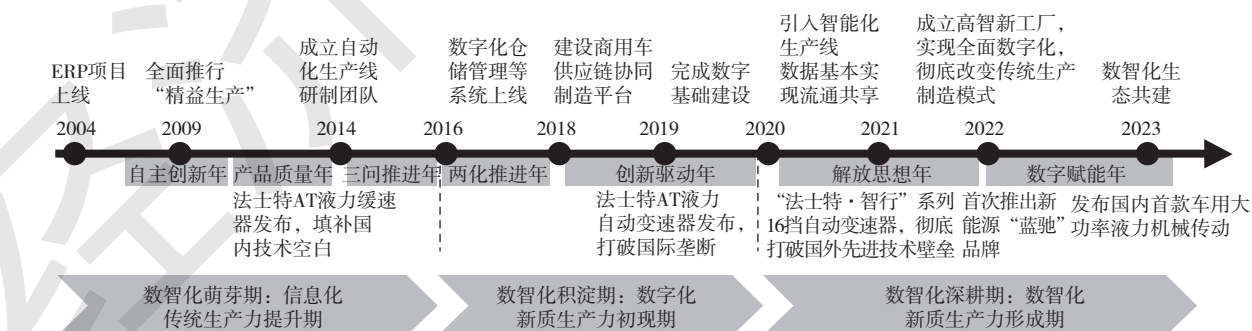 ERP项目
上线
全面推行
“精益生产”
成立自动
化生产线
研制团队
数字化仓
储管理等
系统上线
建设商用车
供应链协同
制造平台
完成数字
基础建设
引入智能化
生产线
数据基本实
现流通共享
成立高智新工厂，
实现全面数字化，
彻底改变传统生产
制造模式
数智化生
态共建
2004 2009 2014 2016 2018 2019 2020 2021 2022 2023
自主创新年 产品质量年 三问推进年 两化推进年 创新驱动年 解放思想年 数字赋能年
法士特AT液力缓速
器发布，填补国
内技术空白
法士特AT液力
自动变速器发布，
打破国际垄断
“法士特·智行”系列
16挡自动变速器，彻底
打破国外先进技术壁垒
首次推出新
能源“蓝驰”
品牌
发布国内首款车用大
功率液力机械传动
数智化萌芽期：信息化
传统生产力提升期
数智化积淀期：数字化
新质生产力初现期
数智化深耕期：数智化
新质生产力形成期
经济